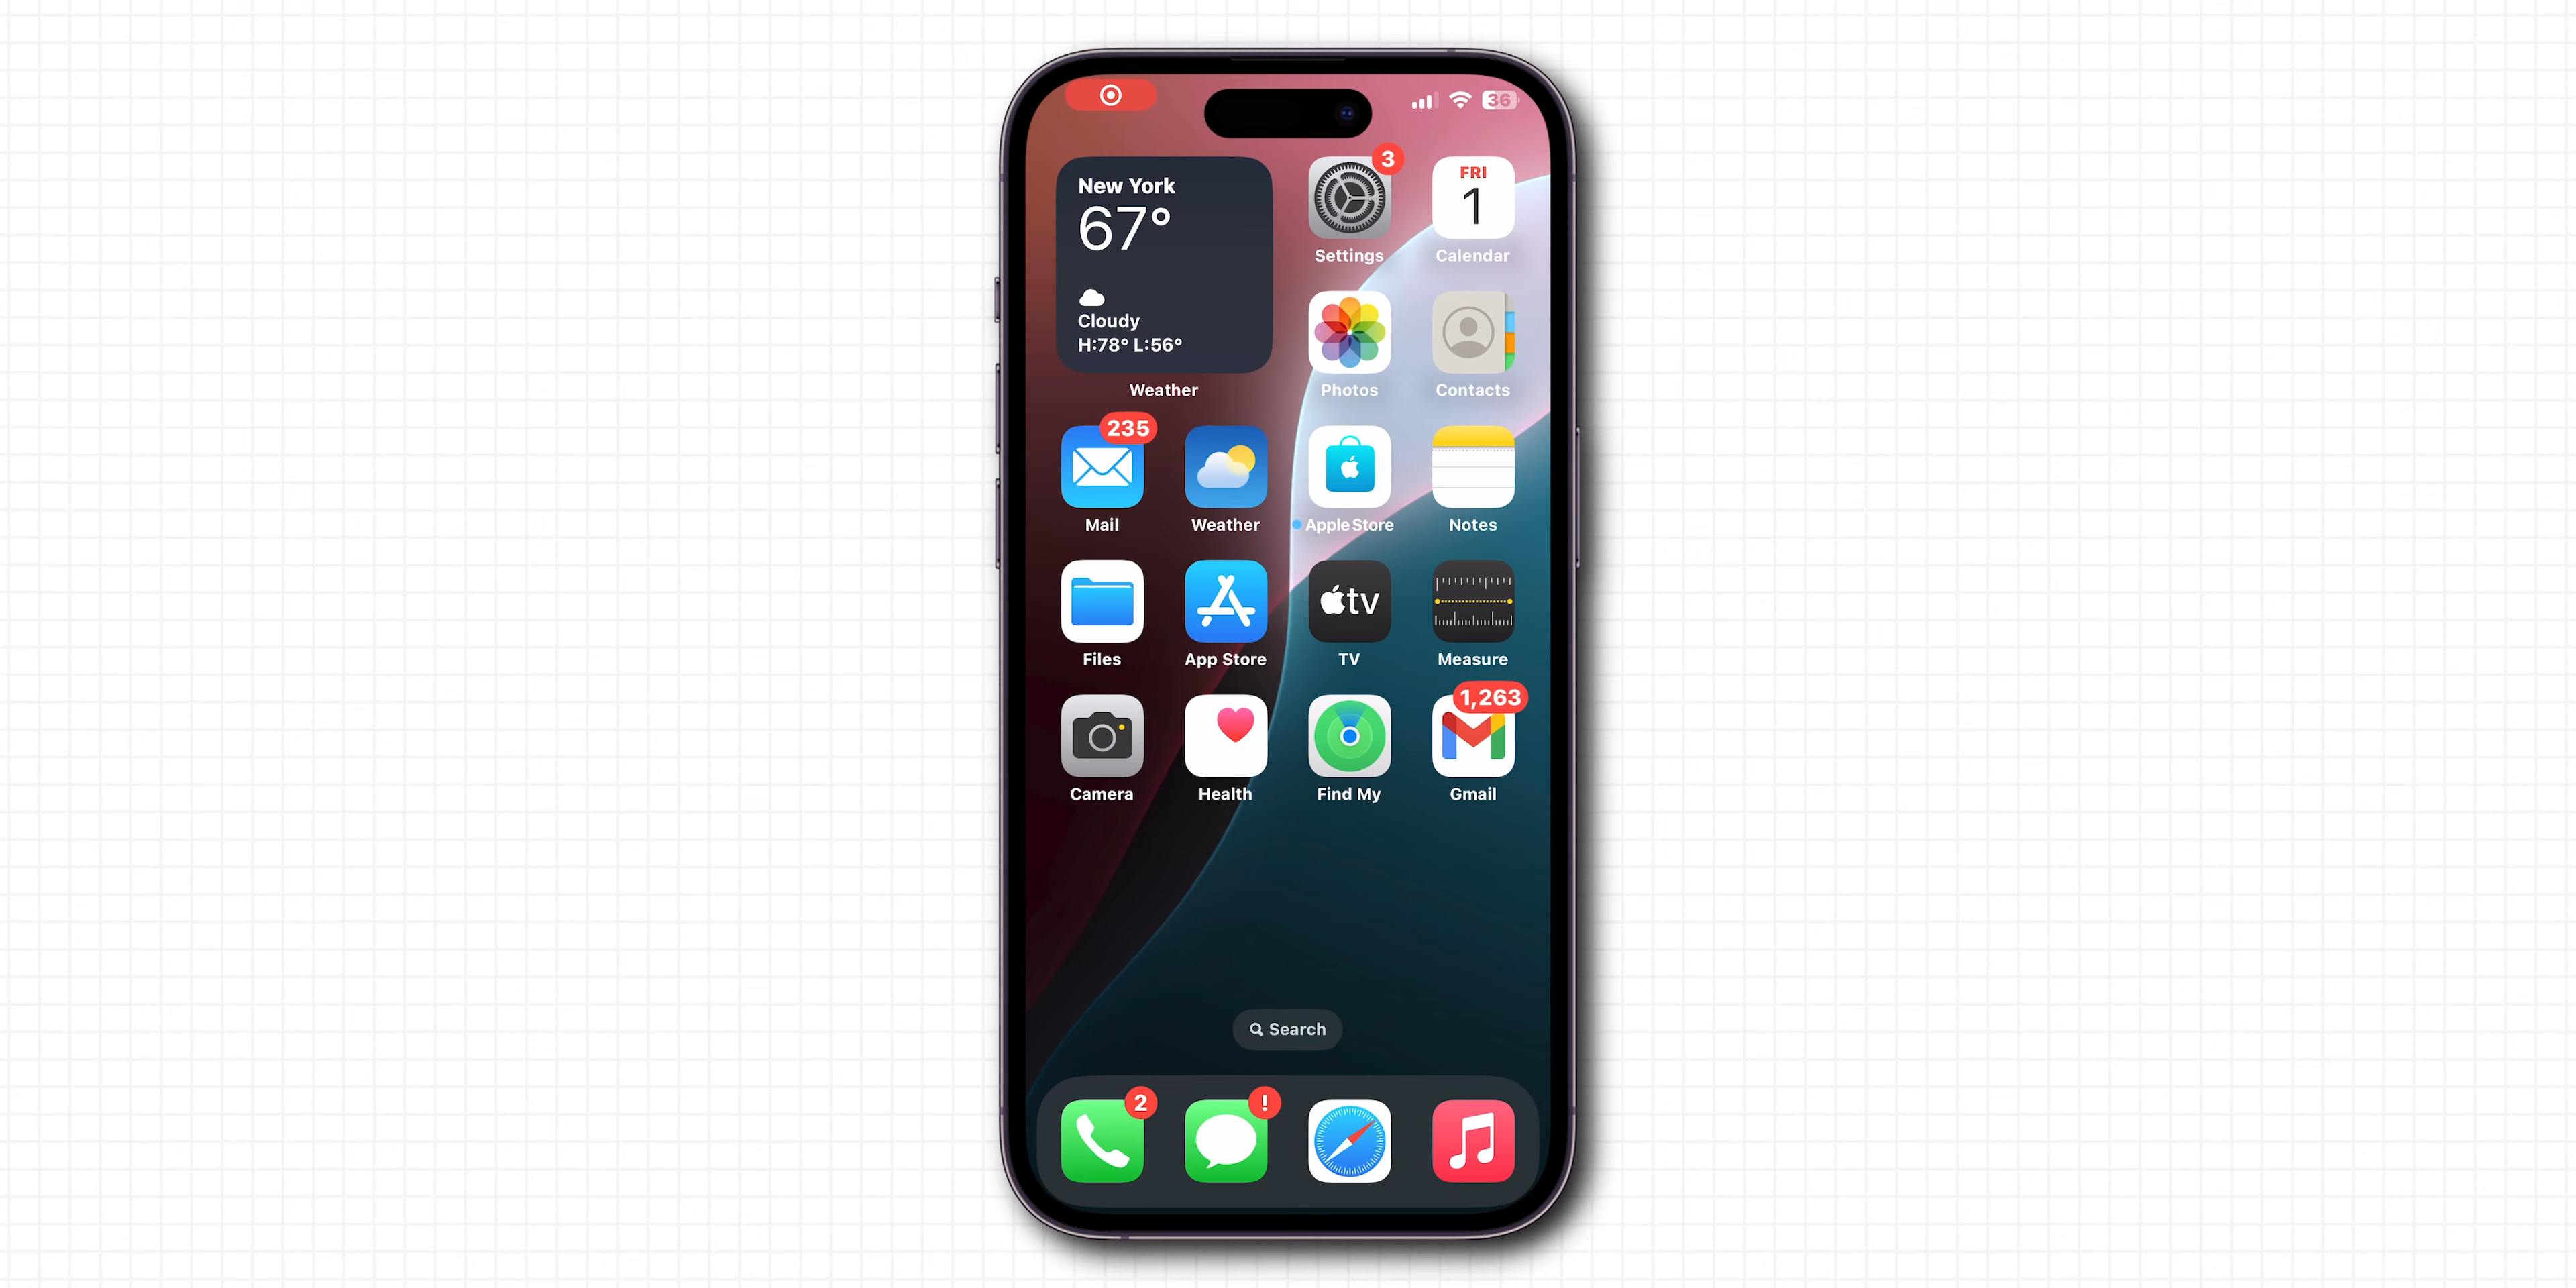 36
New York
67°
Cloudy
H:78° L:56°
Weather
3
Settings
FRI
1
Calendar
Photos
Contacts
235
Mail
Weather
Apple Store
Notes
Files
App Store
tv
TV
Measure
Camera
Health
Find My
1,263
Gmail
Search
2
!